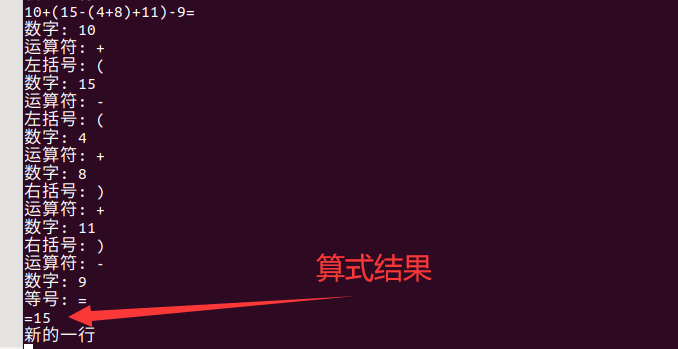 10+(15-(4+8)+11)-9=
数字: 10
运算符: +
左括号: (
数字: 15
运算符: -
左括号: (
数字: 4
运算符: +
数字: 8
右括号: )
运算符: +
数字: 11
右括号: )
运算符: -
数字: 9
等号: =
=15
新的一行
算式结果